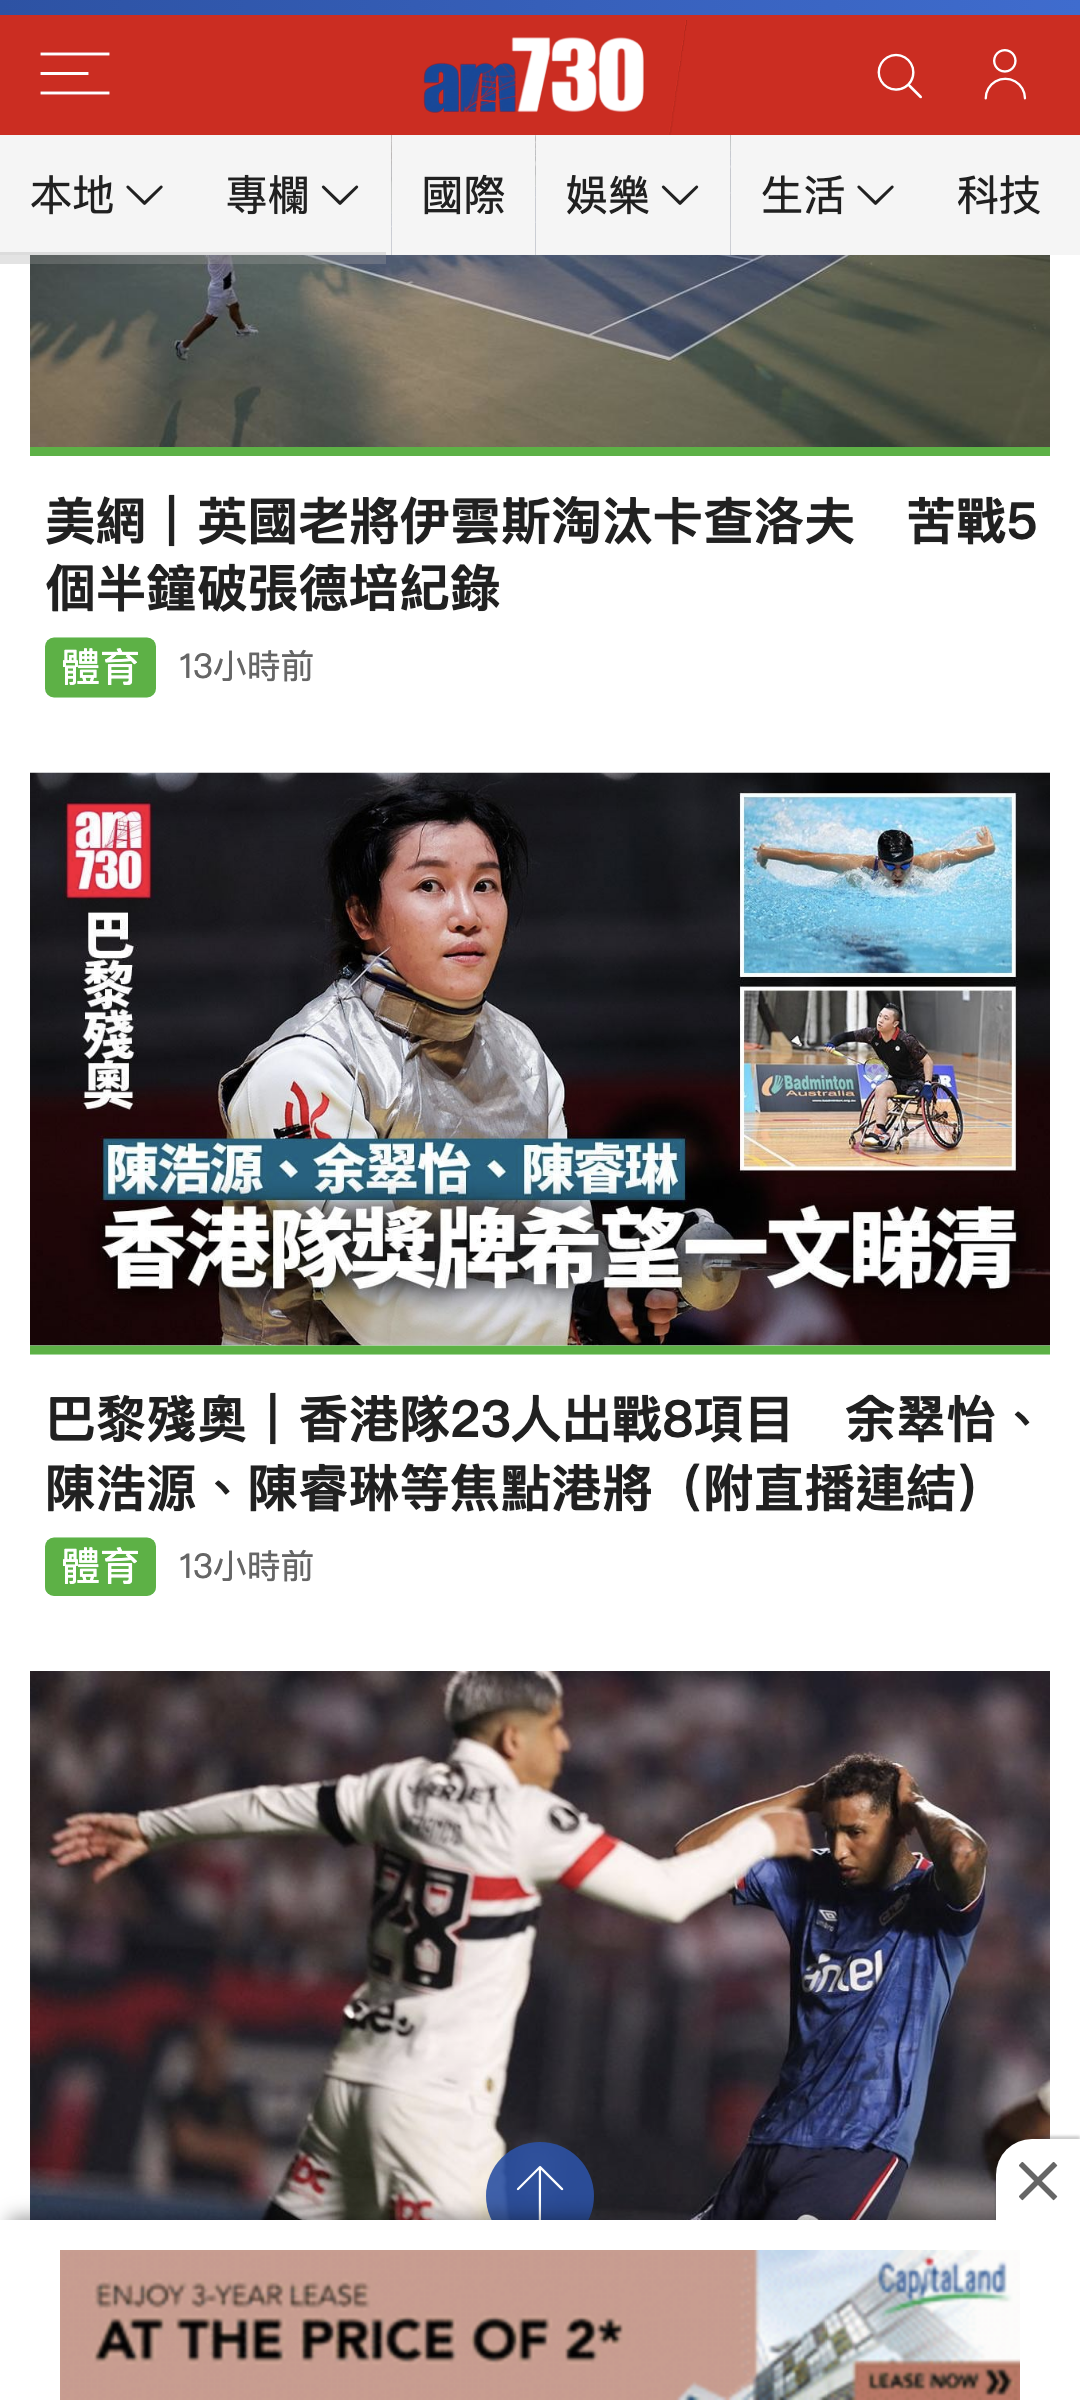 am730
本地
專欄
國際
娛樂
生活
科技
美網｜英國老將伊雲斯淘汰卡查洛夫　苦戰5
個半鐘破張德培紀錄
體育
13小時前
am
730
巴黎殘奧
Badminton
Australia
陳浩源、余翠怡、陳睿琳
香港隊獎牌希望一文睇清
巴黎殘奧｜香港隊23人出戰8項目　余翠怡、
陳浩源、陳睿琳等焦點港將（附直播連結）
體育
13小時前
28
umbro
antel
ENJOY 3-YEAR LEASE
AT THE PRICE OF 2*
CapitaLand
LEASE NOW